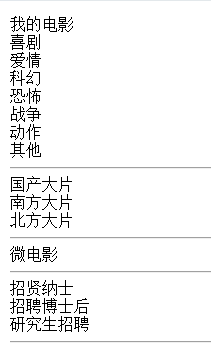 我的电影
喜剧
爱情
科幻
恐怖
战争
动作
其他
国产大片
南方大片
北方大片
微电影
招贤纳士
招聘博士后
研究生招聘